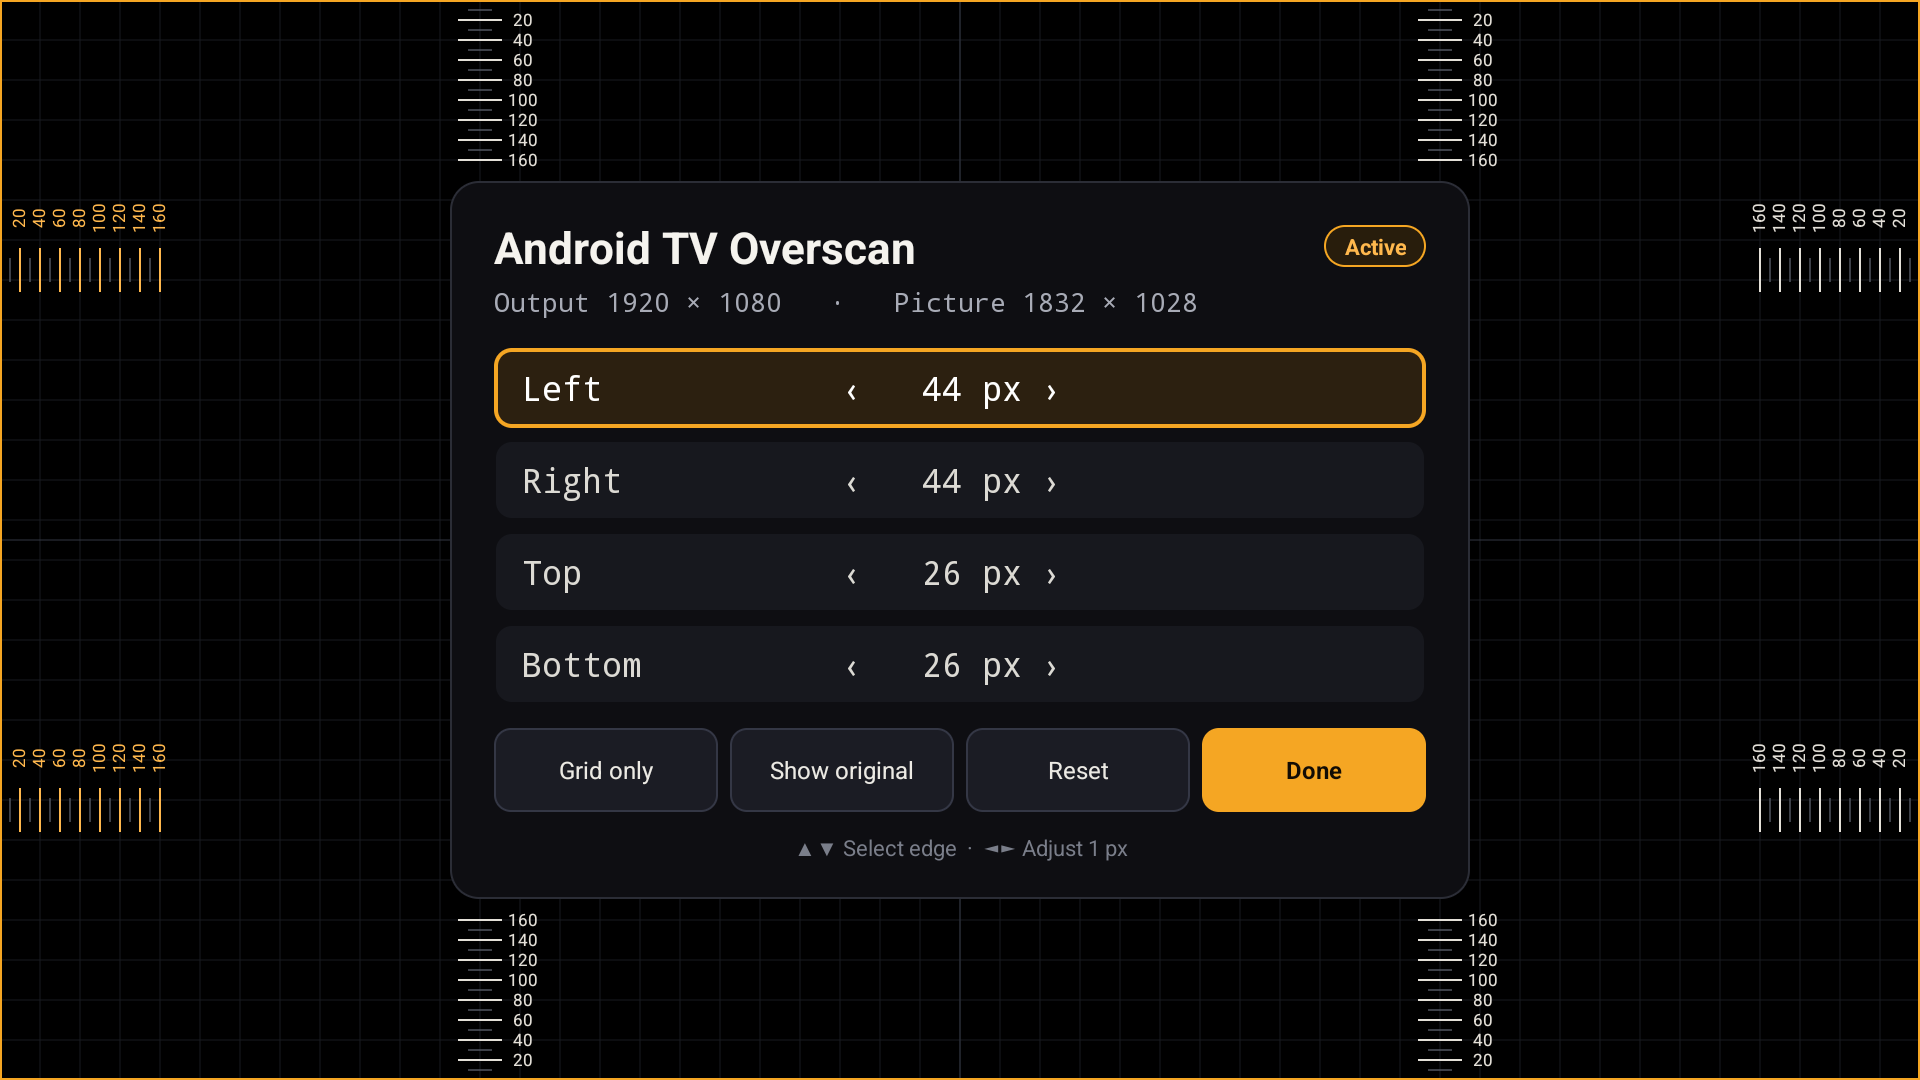 20 20
40 40
60 60
80 80
100 100
120 120
140 140
160 160
20 40 60 80 100 120 140 160
160 140 120 100 80 60 40 20
Android TV Overscan
Active
Output 1920 × 1080 · Picture 1832 × 1028
Left ‹ 44 px ›
Right ‹ 44 px ›
Top ‹ 26 px ›
Bottom ‹ 26 px ›
20 40 60 80 100 120 140 160
160 140 120 100 80 60 40 20
Grid only
Show original
Reset
Done
▲ ▼ Select edge · ◄► Adjust 1 px
160 160
140 140
120 120
100 100
80 80
60 60
40 40
20 20